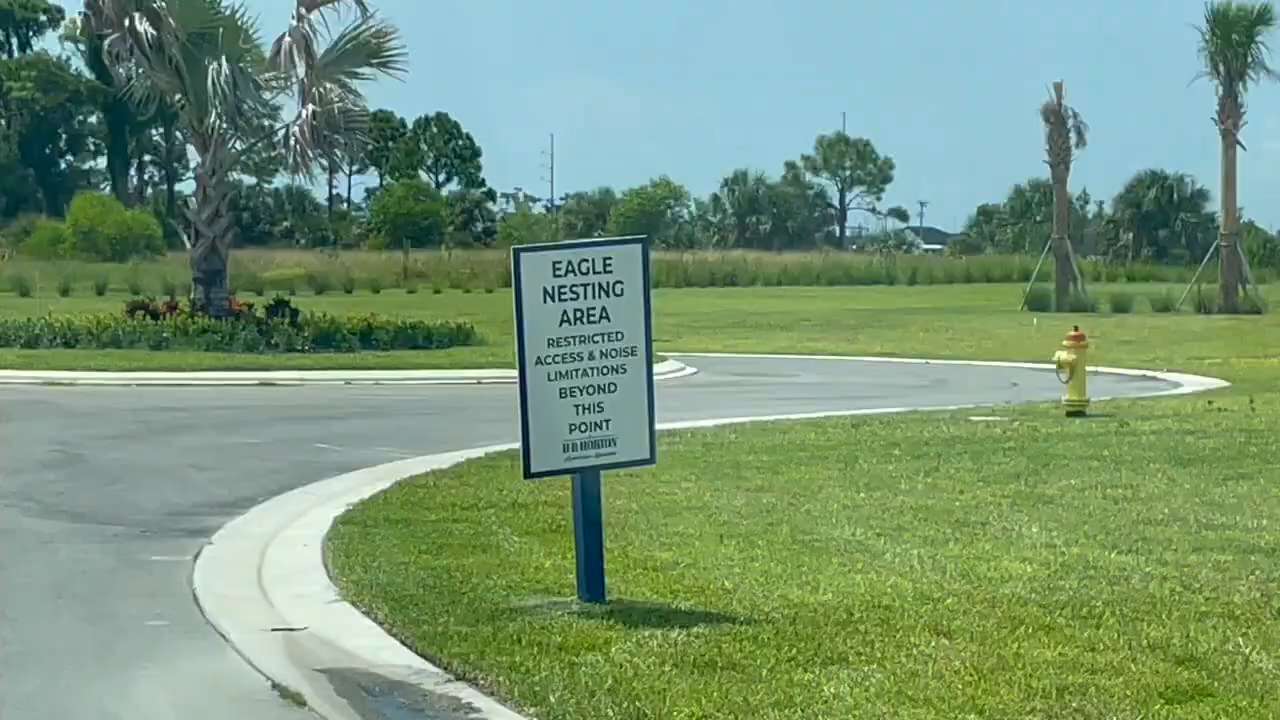 EAGLE
NESTING
AREA
RESTRICTED
ACCESS & NOISE
LIMITATIONS
BEYOND
THIS
POINT
D·R·HORTON